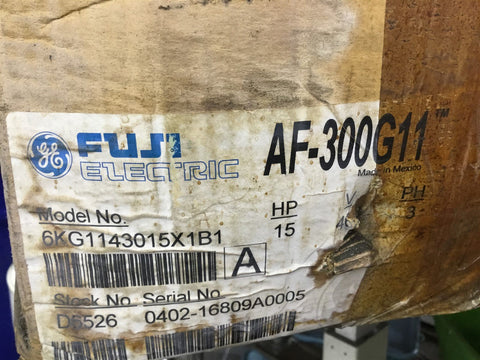 GE FUJI ELECTRIC AF-300G11™
Made in Mexico
Model No. HP V PH
6KG1143015X1B1 15 3
A
Stock No. Serial No.
D5526 0402-16809A0005